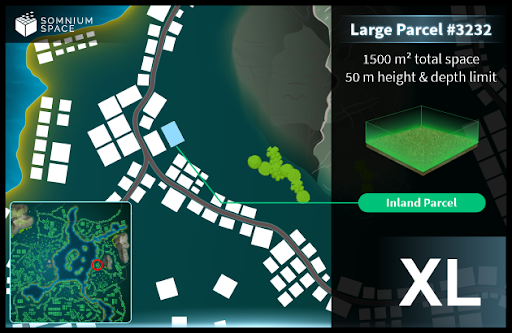 SOMNIUM
SPACE
Large Parcel #3232
1500 m² total space
50 m height & depth limit
Inland Parcel
XL